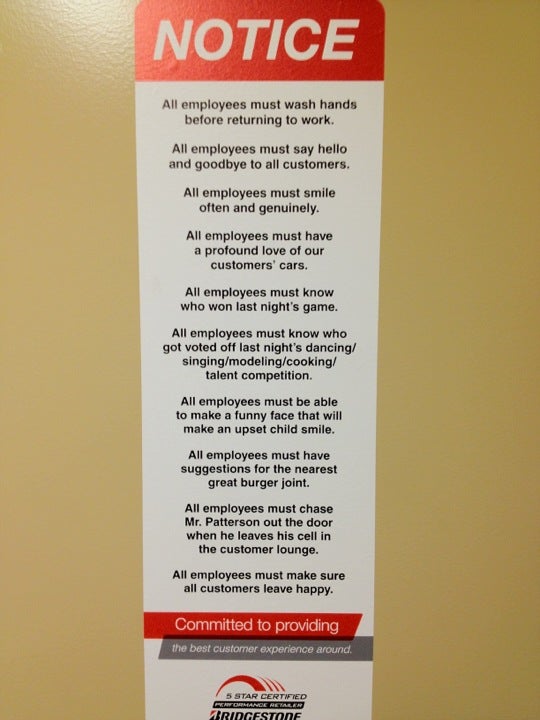 NOTICE
All employees must wash hands
before returning to work.
All employees must say hello
and goodbye to all customers.
All employees must smile
often and genuinely.
All employees must have
a profound love of our
customers' cars.
All employees must know
who won last night's game.
All employees must know who
got voted off last night's dancing/
singing/modeling/cooking/
talent competition.
All employees must be able
to make a funny face that will
make an upset child smile.
All employees must have
suggestions for the nearest
great burger joint.
All employees must chase
Mr. Patterson out the door
when he leaves his cell in
the customer lounge.
All employees must make sure
all customers leave happy.
Committed to providing
the best customer experience around.
5 STAR CERTIFIED
PERFORMANCE RETAILER
BRIDGESTONE